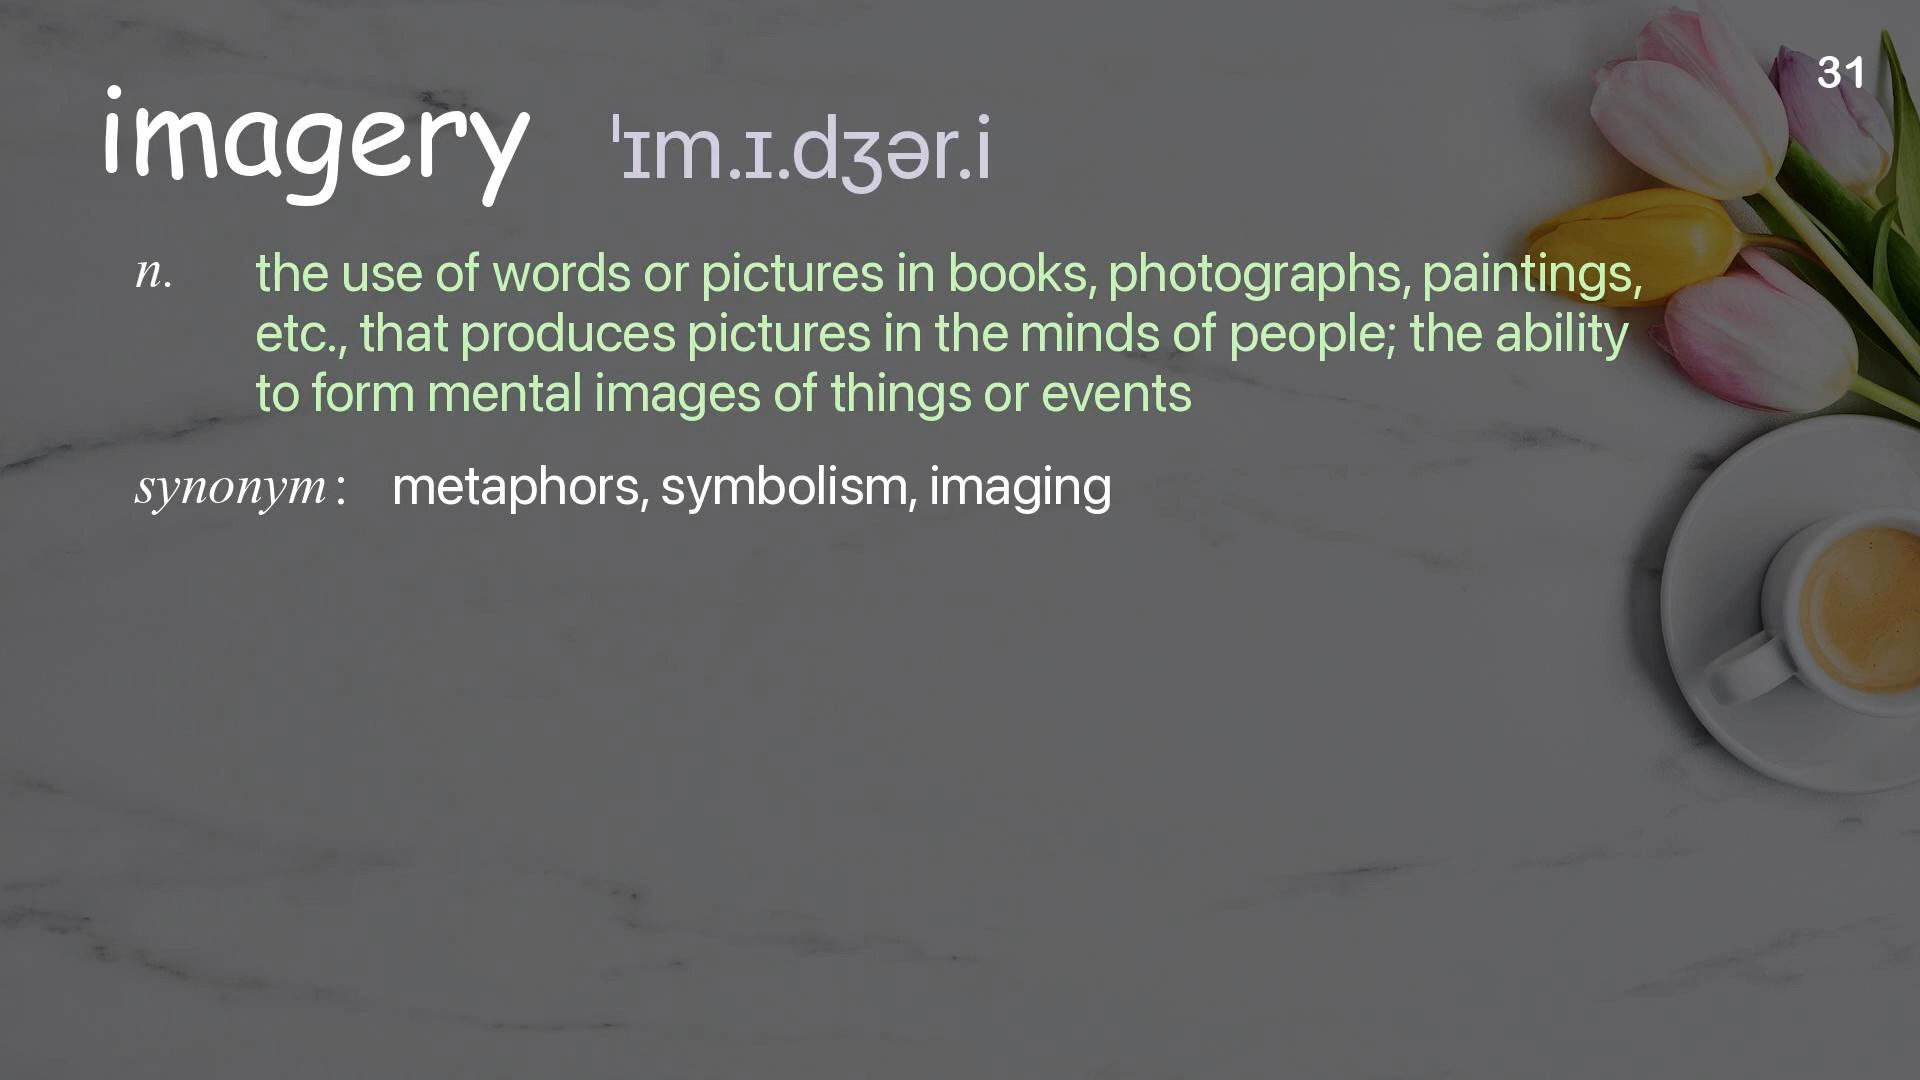 31
imagery ˈɪm.ɪ.dʒər.i
n. the use of words or pictures in books, photographs, paintings,
etc., that produces pictures in the minds of people; the ability
to form mental images of things or events
synonym : metaphors, symbolism, imaging